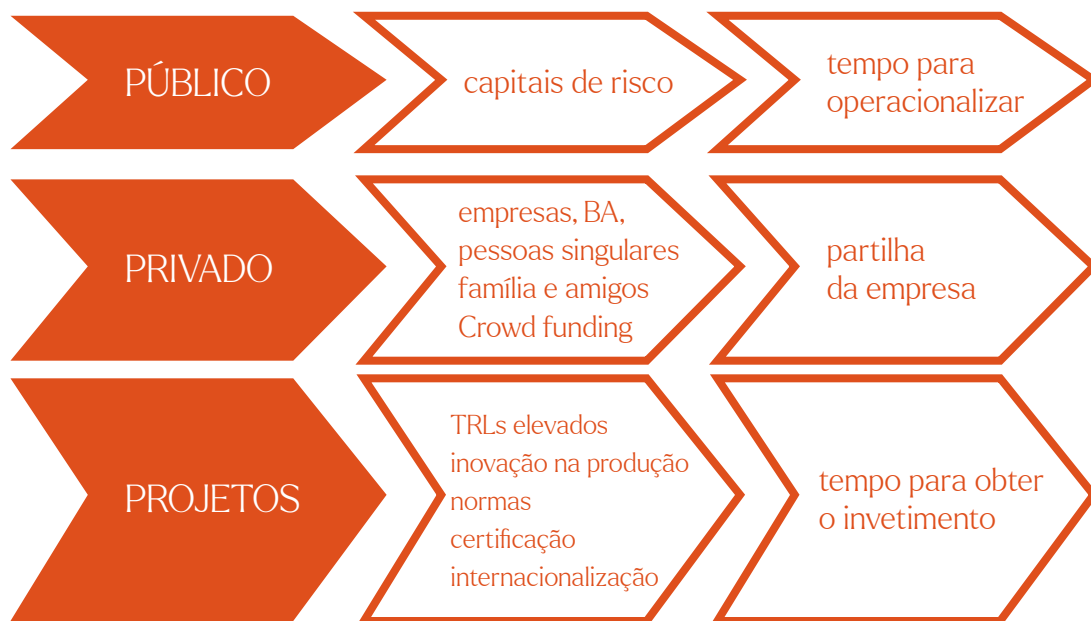 PÚBLICO
capitais de risco
tempo para
operacionalizar
PRIVADO
empresas, BA,
pessoas singulares
família e amigos
Crowd funding
partilha
da empresa
PROJETOS
TRLs elevados
inovação na produção
normas
certificação
internacionalização
tempo para obter
o invetimento